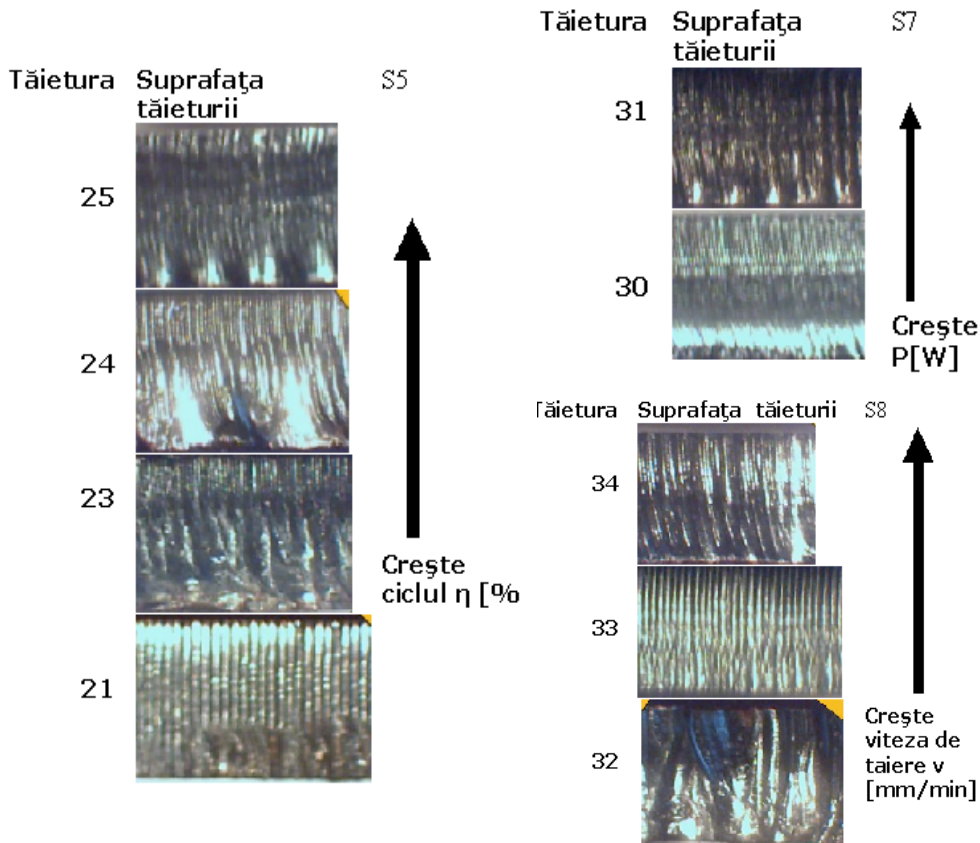 Tăietura Suprafaţa tăieturii S5
25
24
23
21
Creşte
ciclul η [%
Tăietura Suprafaţa tăieturii S7
31
30
Creşte
P[W]
Tăietura Suprafaţa tăieturii S8
34
33
32
Creşte
viteza de
taiere v
[mm/min]